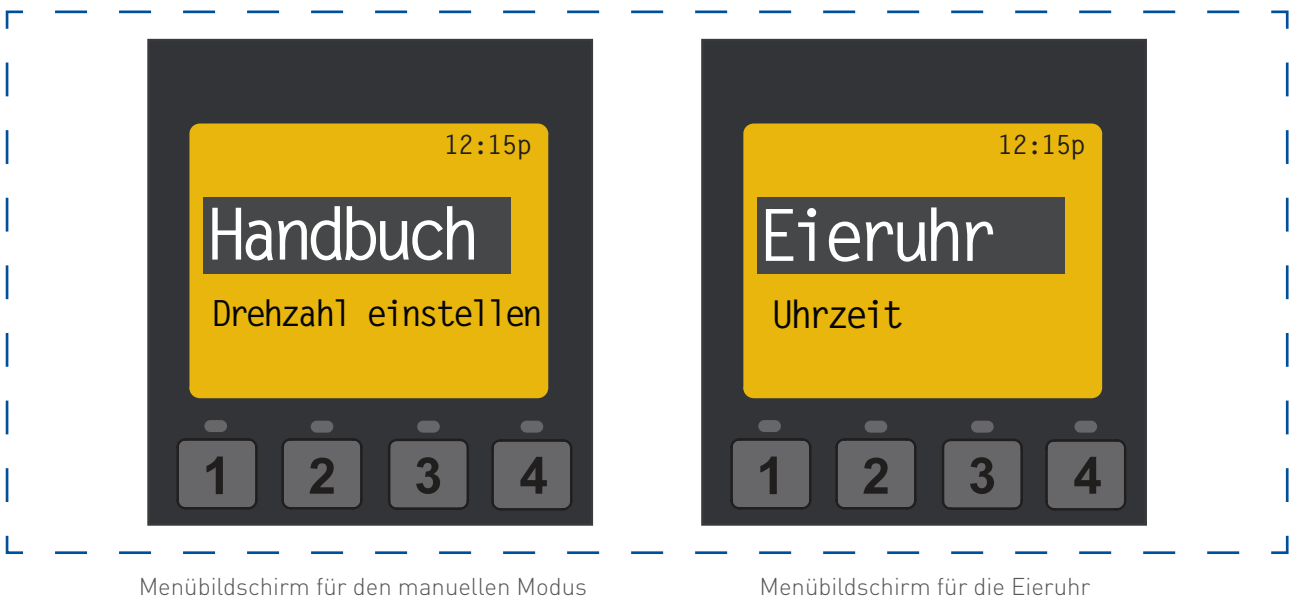 12:15p
Handbuch
Drehzahl einstellen
1 2 3 4
12:15p
Eieruhr
Uhrzeit
1 2 3 4
Menübildschirm für den manuellen Modus
Menübildschirm für die Eieruhr